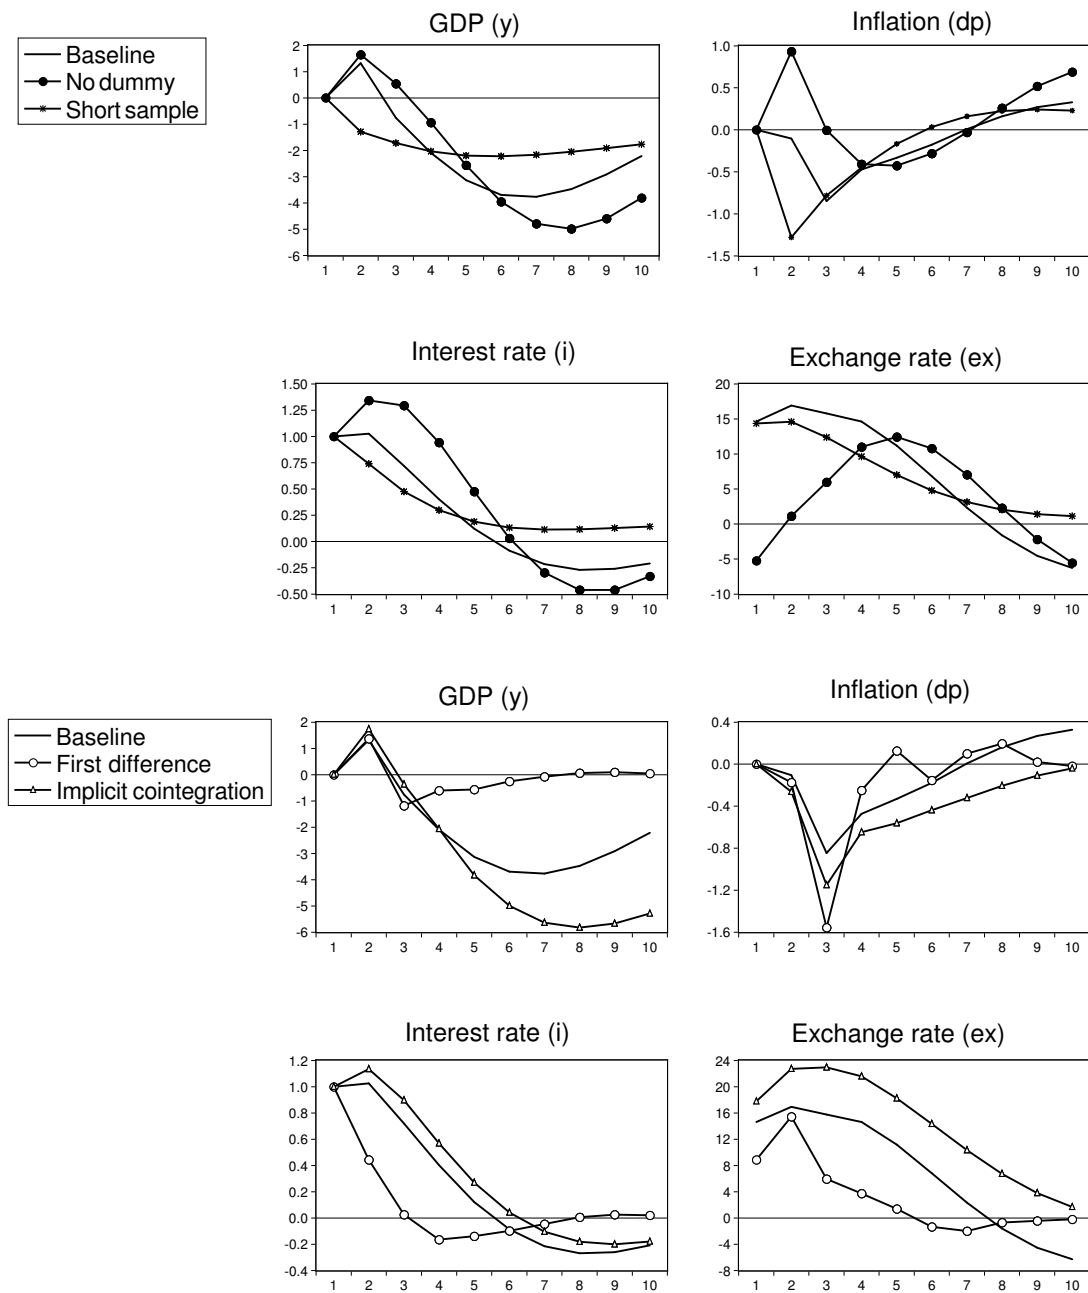 GDP (y)
Inflation (dp)
Baseline
No dummy
Short sample
2
1
0
-1
-2
-3
-4
-5
-6
1 2 3 4 5 6 7 8 9 10
1.0
0.5
0.0
-0.5
-1.0
-1.5
1 2 3 4 5 6 7 8 9 10
Interest rate (i)
Exchange rate (ex)
1.50
1.25
1.00
0.75
0.50
0.25
0.00
-0.25
-0.50
1 2 3 4 5 6 7 8 9 10
20
15
10
5
0
-5
-10
1 2 3 4 5 6 7 8 9 10
GDP (y)
Inflation (dp)
Baseline
First difference
Implicit cointegration
2
1
0
-1
-2
-3
-4
-5
-6
1 2 3 4 5 6 7 8 9 10
0.4
0.0
-0.4
-0.8
-1.2
-1.6
1 2 3 4 5 6 7 8 9 10
Interest rate (i)
Exchange rate (ex)
1.2
1.0
0.8
0.6
0.4
0.2
0.0
-0.2
-0.4
1 2 3 4 5 6 7 8 9 10
24
20
16
12
8
4
0
-4
-8
1 2 3 4 5 6 7 8 9 10